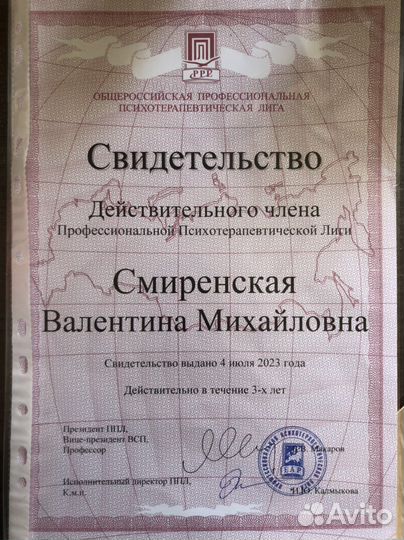 РРР
ОБЩЕРОССИЙСКАЯ ПРОФЕССИОНАЛЬНАЯ
ПСИХОТЕРАПЕВТИЧЕСКАЯ ЛИГА
Свидетельство
Действительного члена
Профессиональной Психотерапевтической Лиги
Смиренская
Валентина Михайловна
Свидетельство выдано 4 июля 2023 года
Действительно в течение 3-х лет
Президент ППЛ,
Вице-президент ВСП,
Профессор В.В. Макаров
Исполнительный директор ППЛ,
К.м.н. И.Ю. Калмыкова
Avito